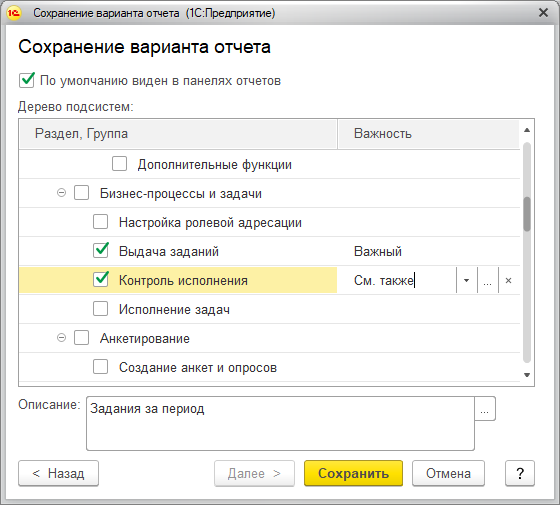 1С Сохранение варианта отчета (1С:Предприятие)
Сохранение варианта отчета
По умолчанию виден в панелях отчетов
Дерево подсистем:
Раздел, Группа Важность
Дополнительные функции
Бизнес-процессы и задачи
Настройка ролевой адресации
Выдача заданий Важный
Контроль исполнения См. также ...
Исполнение задач
Анкетирование
Создание анкет и опросов
Описание: Задания за период ...
< Назад Далее > Сохранить Отмена ?